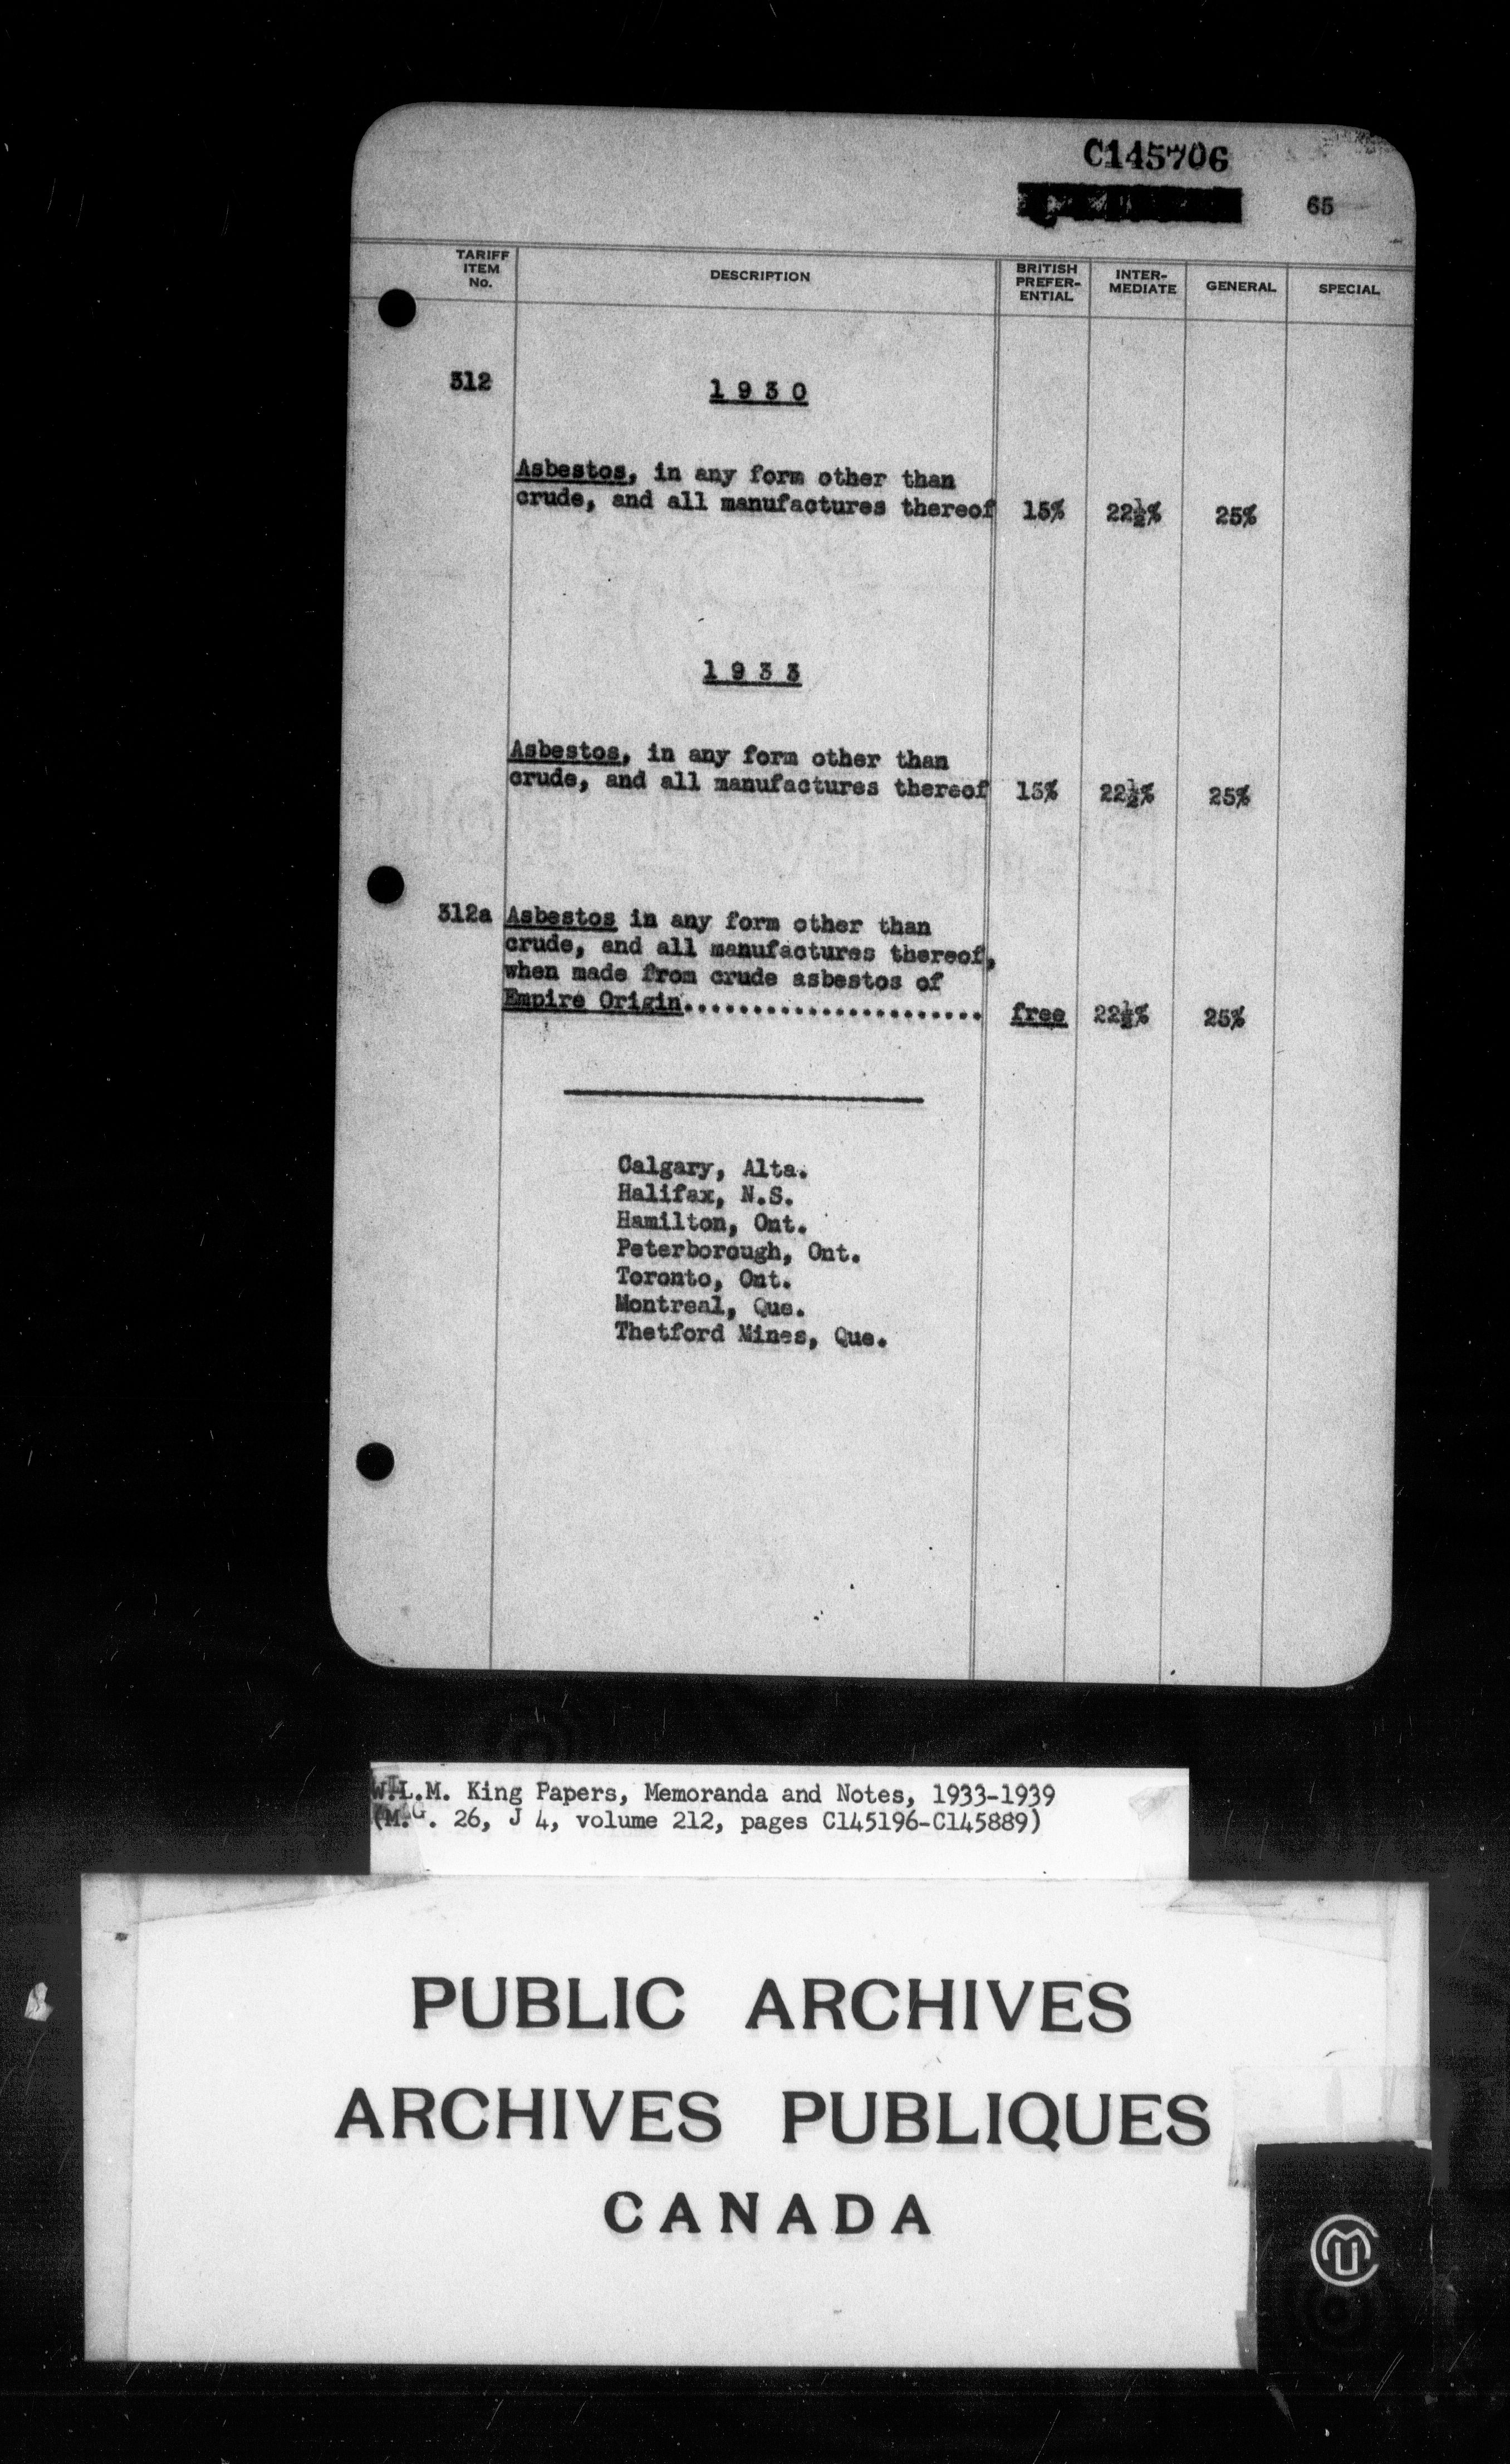 C145706
65
TARIFF ITEM No. DESCRIPTION BRITISH PREFER-ENTIAL INTER-MEDIATE GENERAL SPECIAL
312 1930
Asbestos, in any form other than
crude, and all manufactures thereof 15% 22½% 25%
1933
Asbestos, in any form other than
crude, and all manufactures thereof 15% 22½% 25%
312a Asbestos in any form other than
crude, and all manufactures thereof,
when made from crude asbestos of
Empire Origin...................... free 22½% 25%
Calgary, Alta.
Halifax, N.S.
Hamilton, Ont.
Peterborough, Ont.
Toronto, Ont.
Montreal, Que.
Thetford Mines, Que.
W.L.M. King Papers, Memoranda and Notes, 1933-1939
(M.G. 26, J 4, volume 212, pages C145196-C145889)
PUBLIC ARCHIVES
ARCHIVES PUBLIQUES
CANADA